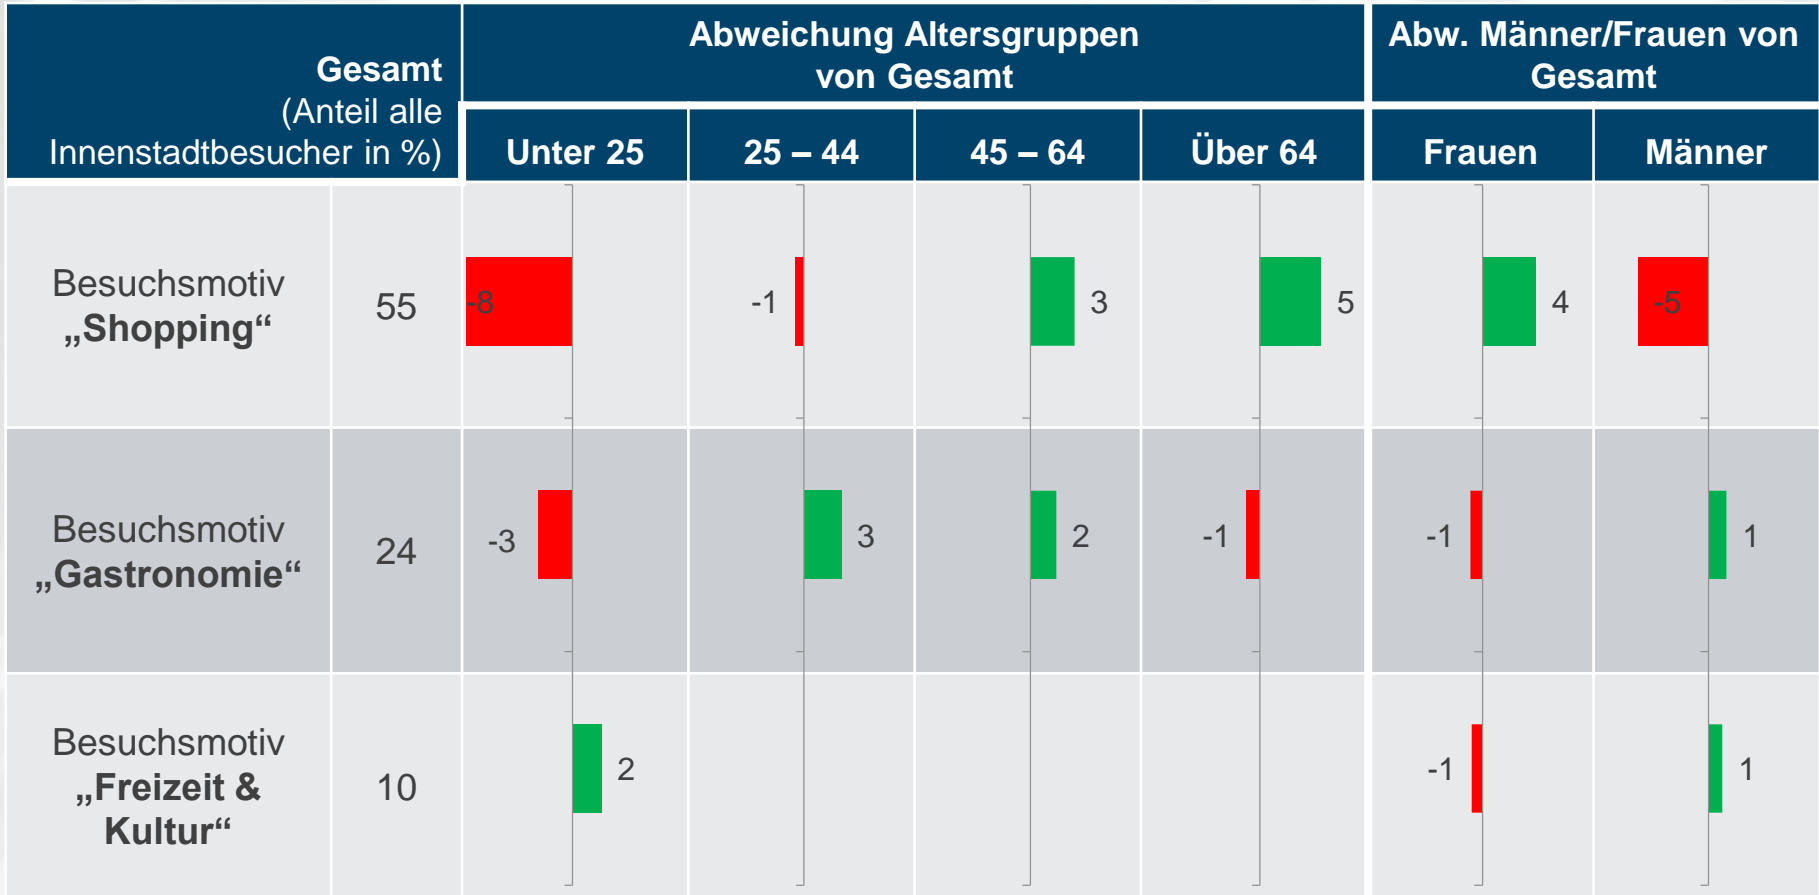 Gesamt
(Anteil alle
Innenstadtbesucher in %)
Abweichung Altersgruppen
von Gesamt
Abw. Männer/Frauen von
Gesamt
Unter 25
25 – 44
45 – 64
Über 64
Frauen
Männer
Besuchsmotiv
„Shopping“
55
-8
-1
3
5
4
-5
Besuchsmotiv
„Gastronomie“
24
-3
3
2
-1
-1
1
Besuchsmotiv
„Freizeit &
Kultur“
10
2
-1
1